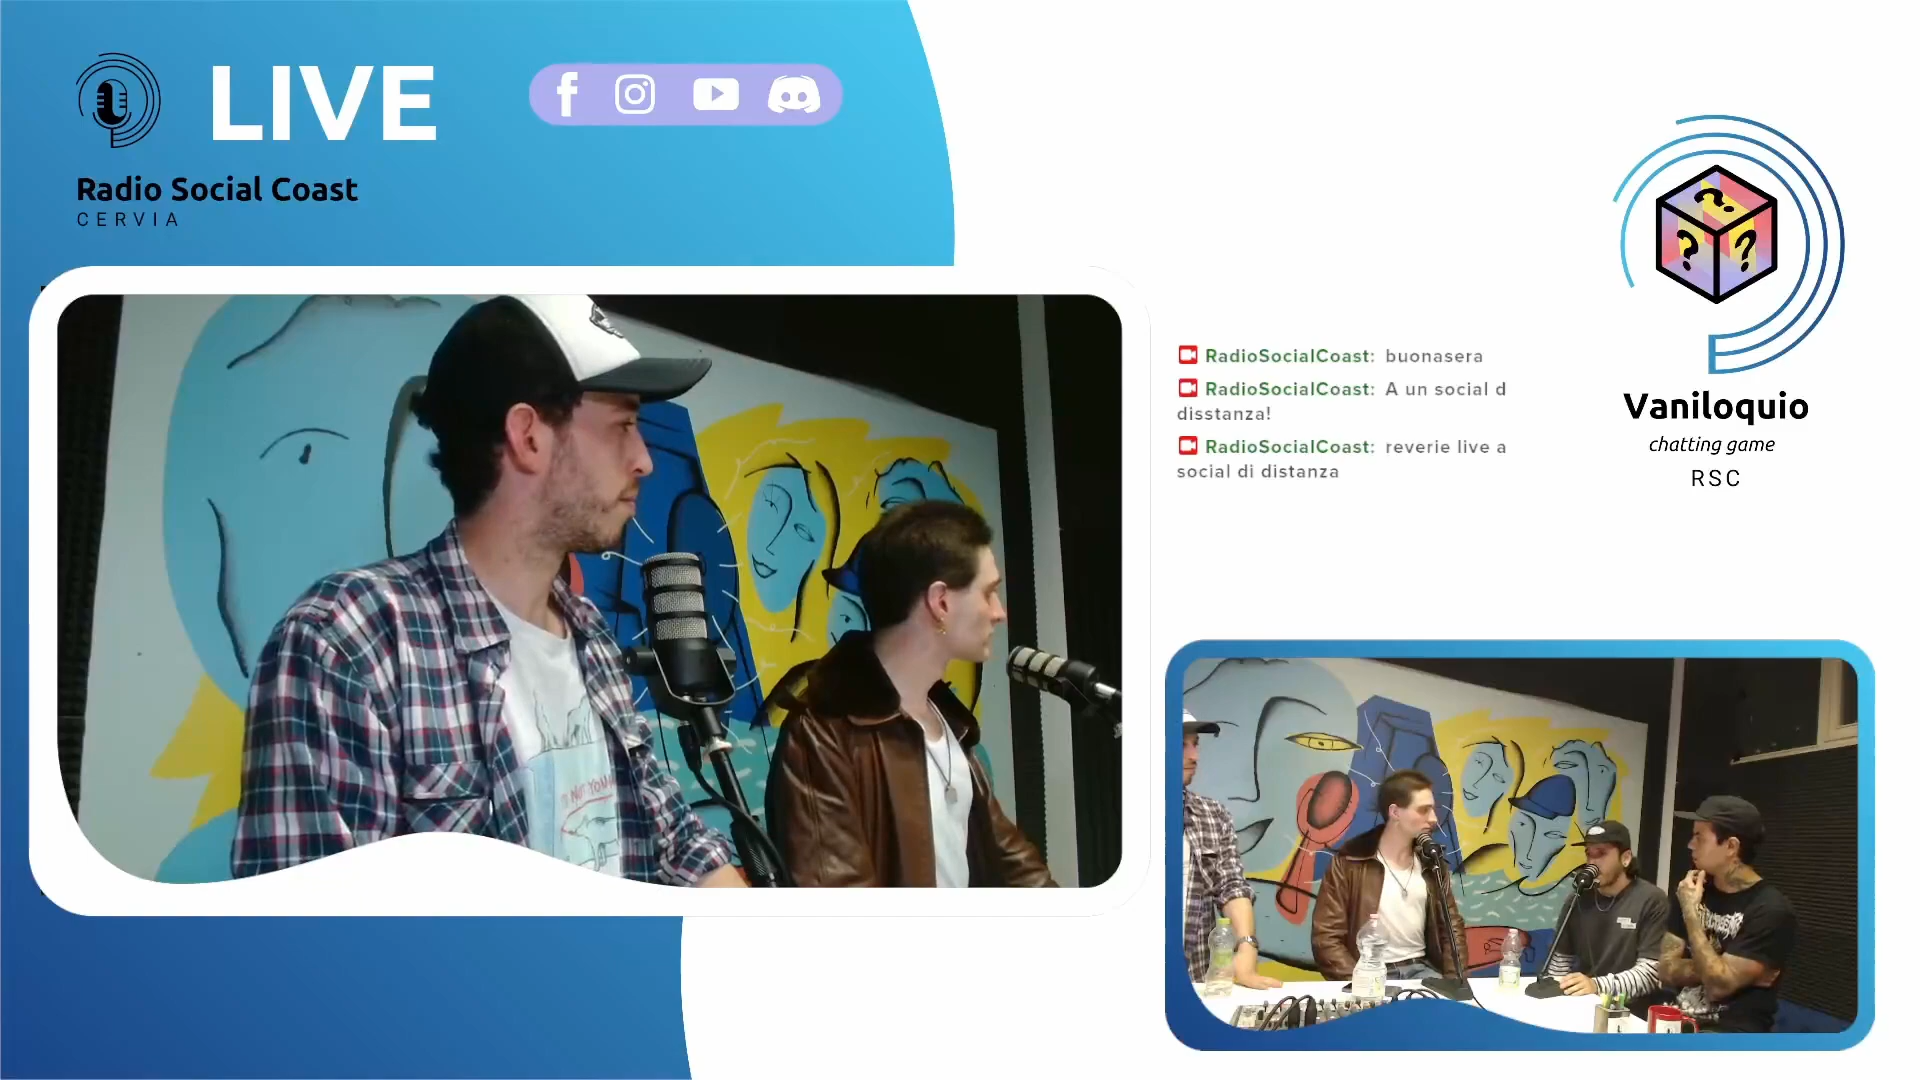 LIVE
Radio Social Coast
CERVIA
RadioSocialCoast: buonasera
RadioSocialCoast: A un social d
disstanza!
RadioSocialCoast: reverie live a
social di distanza
? ? ?
Vaniloquio
chatting game
RSC